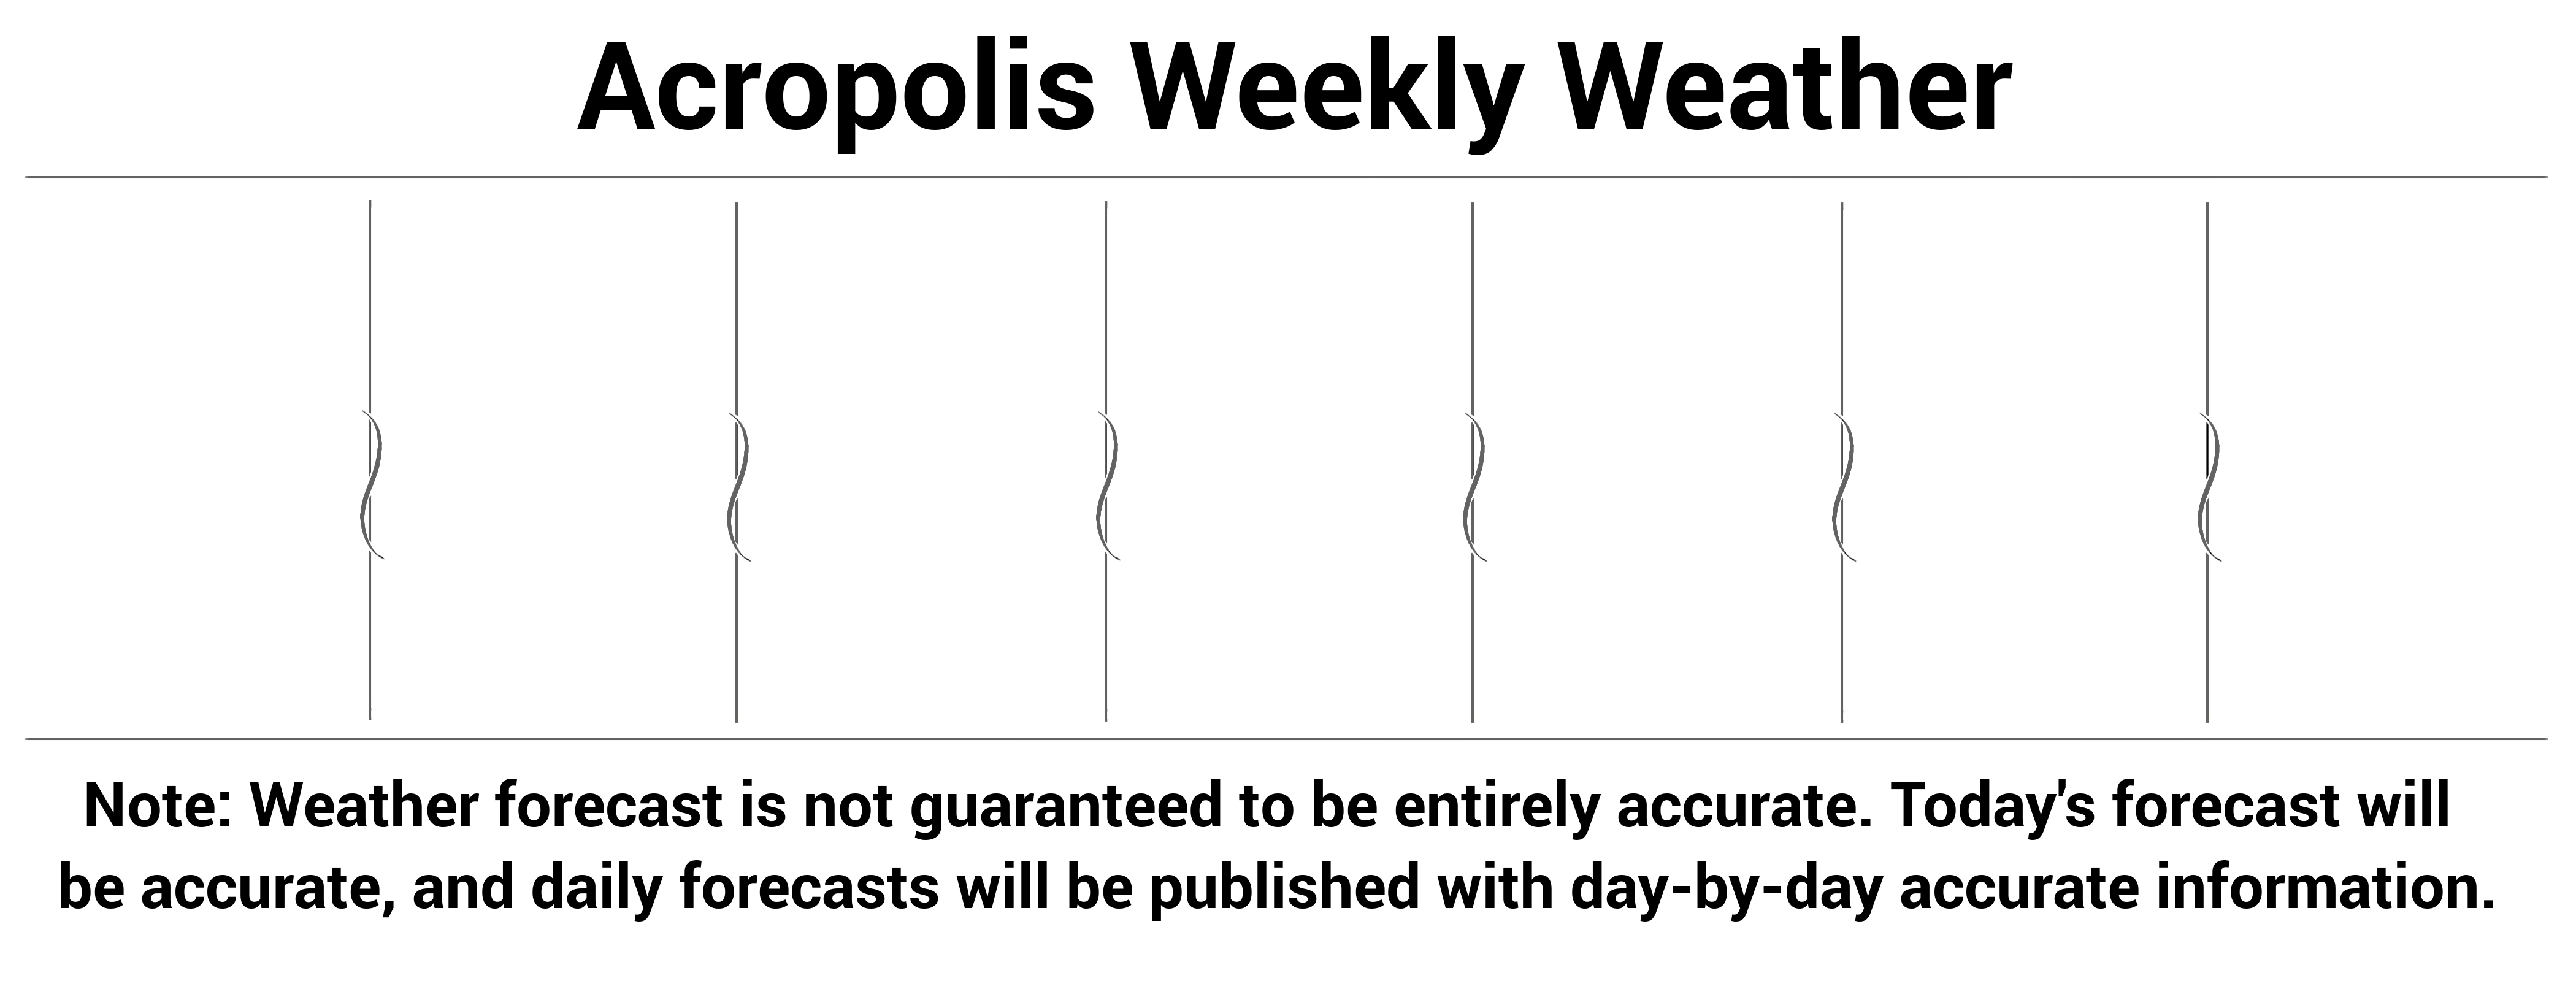 Acropolis Weekly Weather
Note: Weather forecast is not guaranteed to be entirely accurate. Today's forecast will
be accurate, and daily forecasts will be published with day-by-day accurate information.